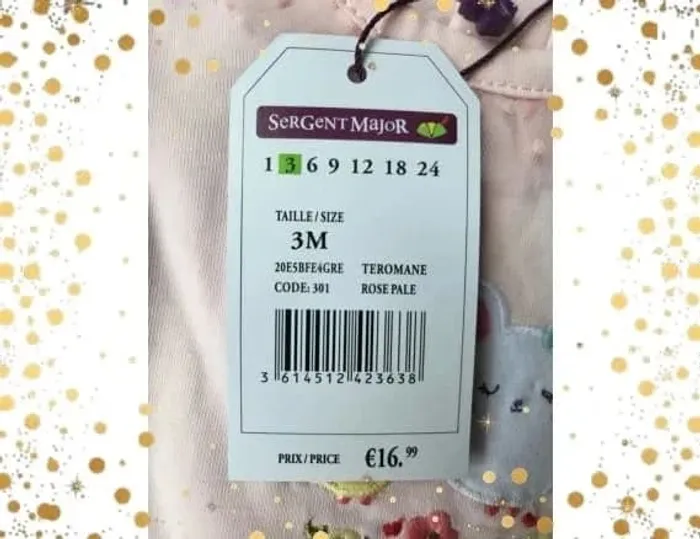 SeRGeNT MajoR
1 3 6 9 12 18 24
TAILLE / SIZE
3M
20E5BFE4GRE TEROMANE
CODE: 301 ROSE PALE
3 614512 423638
PRIX / PRICE €16.99